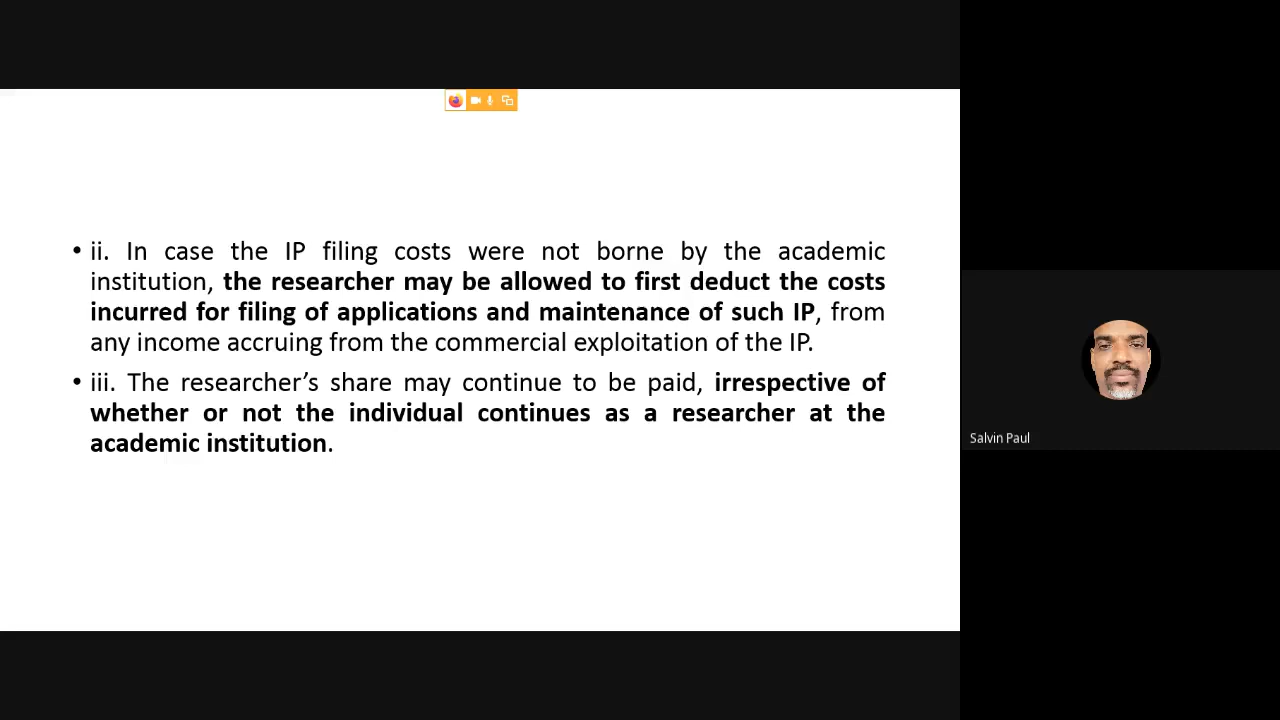 • ii. In case the IP filing costs were not borne by the academic
institution, the researcher may be allowed to first deduct the costs
incurred for filing of applications and maintenance of such IP, from
any income accruing from the commercial exploitation of the IP.
• iii. The researcher’s share may continue to be paid, irrespective of
whether or not the individual continues as a researcher at the
academic institution.
Salvin Paul